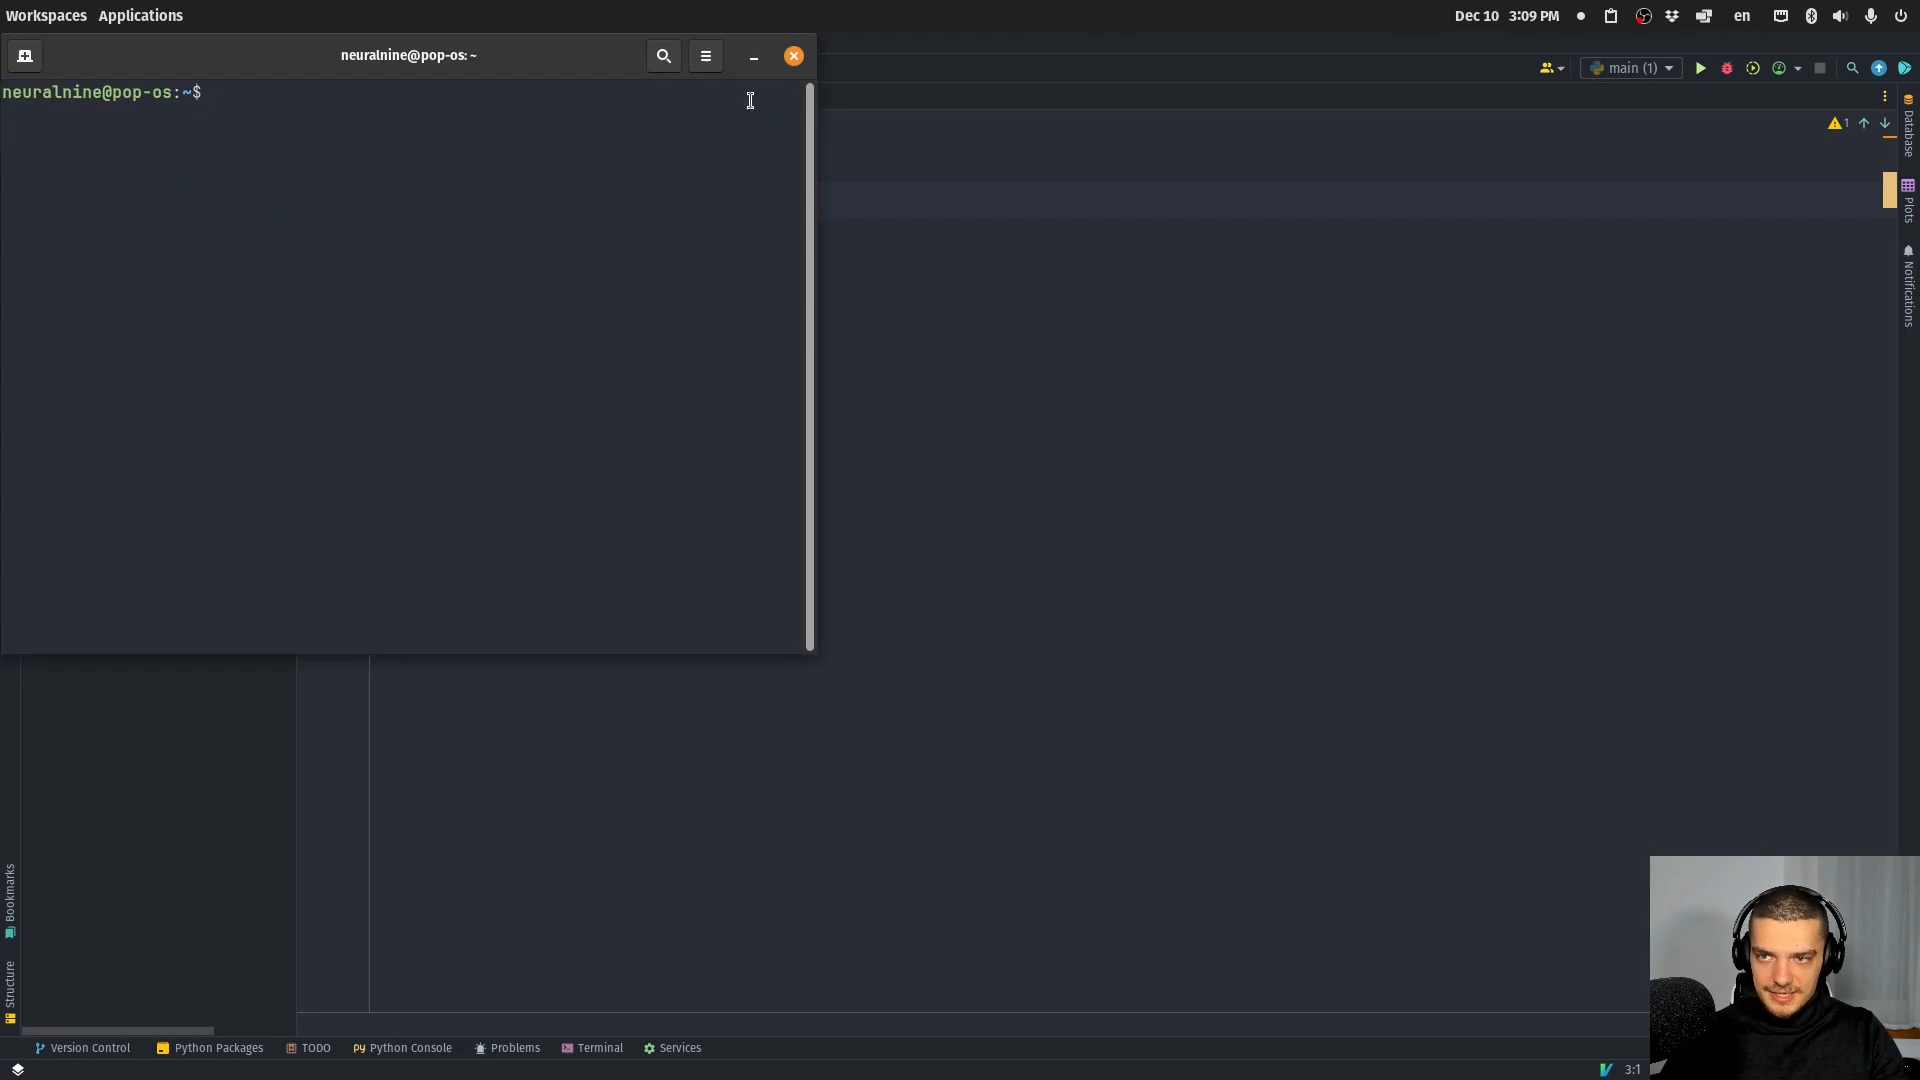 Workspaces Applications
Dec 10 3:09 PM
en
neuralnine@pop-os: ~
main (1)
neuralnine@pop-os:~$
1
Database
Plots
Notifications
Bookmarks
Structure
Version Control
Python Packages
TODO
Python Console
Problems
Terminal
Services
3:1